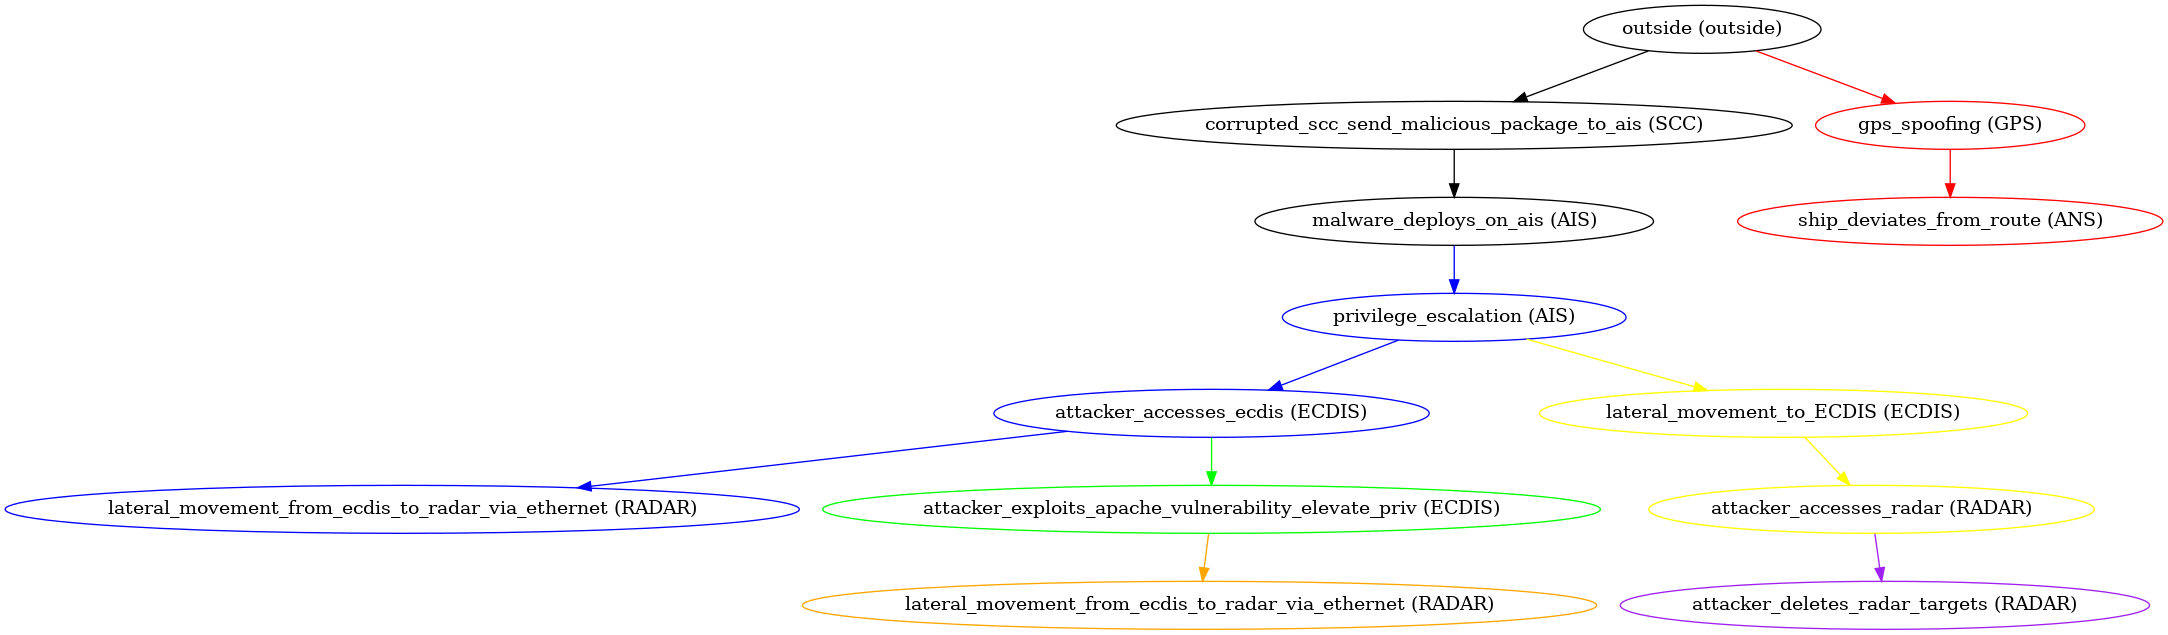 outside (outside)
corrupted_scc_send_malicious_package_to_ais (SCC)
gps_spoofing (GPS)
malware_deploys_on_ais (AIS)
ship_deviates_from_route (ANS)
privilege_escalation (AIS)
attacker_accesses_ecdis (ECDIS)
lateral_movement_to_ECDIS (ECDIS)
lateral_movement_from_ecdis_to_radar_via_ethernet (RADAR)
attacker_exploits_apache_vulnerability_elevate_priv (ECDIS)
attacker_accesses_radar (RADAR)
lateral_movement_from_ecdis_to_radar_via_ethernet (RADAR)
attacker_deletes_radar_targets (RADAR)